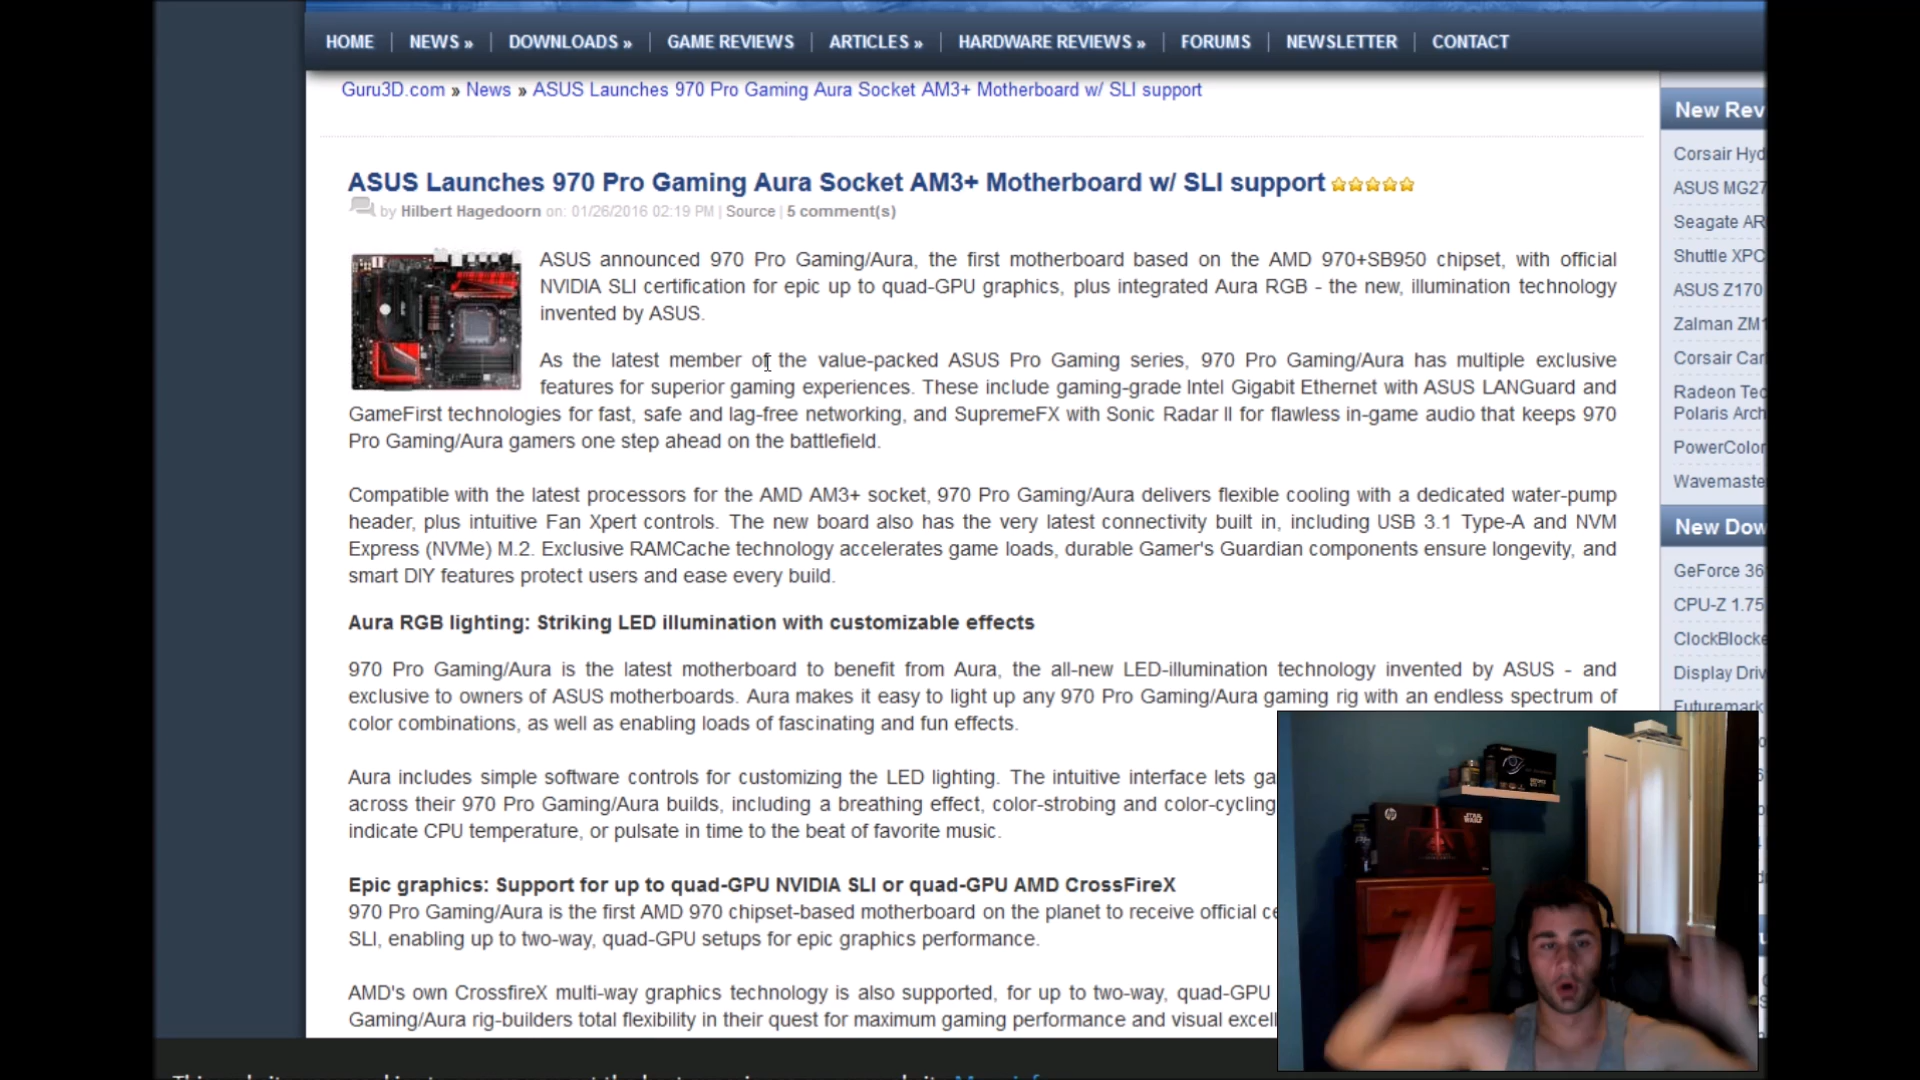 HOME NEWS » DOWNLOADS » GAME REVIEWS ARTICLES » HARDWARE REVIEWS » FORUMS NEWSLETTER CONTACT
Guru3D.com » News » ASUS Launches 970 Pro Gaming Aura Socket AM3+ Motherboard w/ SLI support
ASUS Launches 970 Pro Gaming Aura Socket AM3+ Motherboard w/ SLI support
by Hilbert Hagedoorn on: 01/26/2016 02:19 PM | Source | 5 comment(s)
ASUS announced 970 Pro Gaming/Aura, the first motherboard based on the AMD 970+SB950 chipset, with official
NVIDIA SLI certification for epic up to quad-GPU graphics, plus integrated Aura RGB - the new, illumination technology
invented by ASUS.
As the latest member of the value-packed ASUS Pro Gaming series, 970 Pro Gaming/Aura has multiple exclusive
features for superior gaming experiences. These include gaming-grade Intel Gigabit Ethernet with ASUS LANGuard and
GameFirst technologies for fast, safe and lag-free networking, and SupremeFX with Sonic Radar II for flawless in-game audio that keeps 970
Pro Gaming/Aura gamers one step ahead on the battlefield.
Compatible with the latest processors for the AMD AM3+ socket, 970 Pro Gaming/Aura delivers flexible cooling with a dedicated water-pump
header, plus intuitive Fan Xpert controls. The new board also has the very latest connectivity built in, including USB 3.1 Type-A and NVM
Express (NVMe) M.2. Exclusive RAMCache technology accelerates game loads, durable Gamer's Guardian components ensure longevity, and
smart DIY features protect users and ease every build.
Aura RGB lighting: Striking LED illumination with customizable effects
970 Pro Gaming/Aura is the latest motherboard to benefit from Aura, the all-new LED-illumination technology invented by ASUS - and
exclusive to owners of ASUS motherboards. Aura makes it easy to light up any 970 Pro Gaming/Aura gaming rig with an endless spectrum of
color combinations, as well as enabling loads of fascinating and fun effects.
Aura includes simple software controls for customizing the LED lighting. The intuitive interface lets ga
across their 970 Pro Gaming/Aura builds, including a breathing effect, color-strobing and color-cycling
indicate CPU temperature, or pulsate in time to the beat of favorite music.
Epic graphics: Support for up to quad-GPU NVIDIA SLI or quad-GPU AMD CrossFireX
970 Pro Gaming/Aura is the first AMD 970 chipset-based motherboard on the planet to receive official ce
SLI, enabling up to two-way, quad-GPU setups for epic graphics performance.
AMD's own CrossfireX multi-way graphics technology is also supported, for up to two-way, quad-GPU
Gaming/Aura rig-builders total flexibility in their quest for maximum gaming performance and visual excell
New Rev
Corsair Hyd
ASUS MG27
Seagate AR
Shuttle XPC
ASUS Z170
Zalman ZM1
Corsair Car
Radeon Tec
Polaris Arch
PowerColor
Wavemaste
New Dow
GeForce 36
CPU-Z 1.75
ClockBlocke
Display Driv
Futuremark
hp
STAR WARS